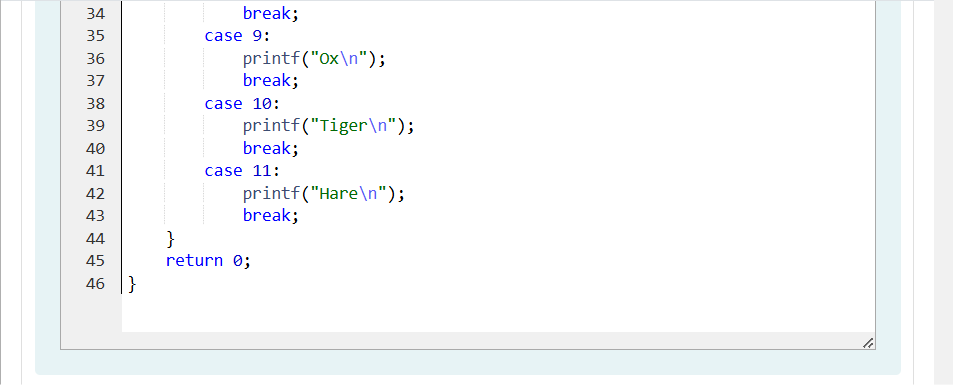 34 break;
35 case 9:
36 printf("Ox\n");
37 break;
38 case 10:
39 printf("Tiger\n");
40 break;
41 case 11:
42 printf("Hare\n");
43 break;
44 }
45 return 0;
46 }